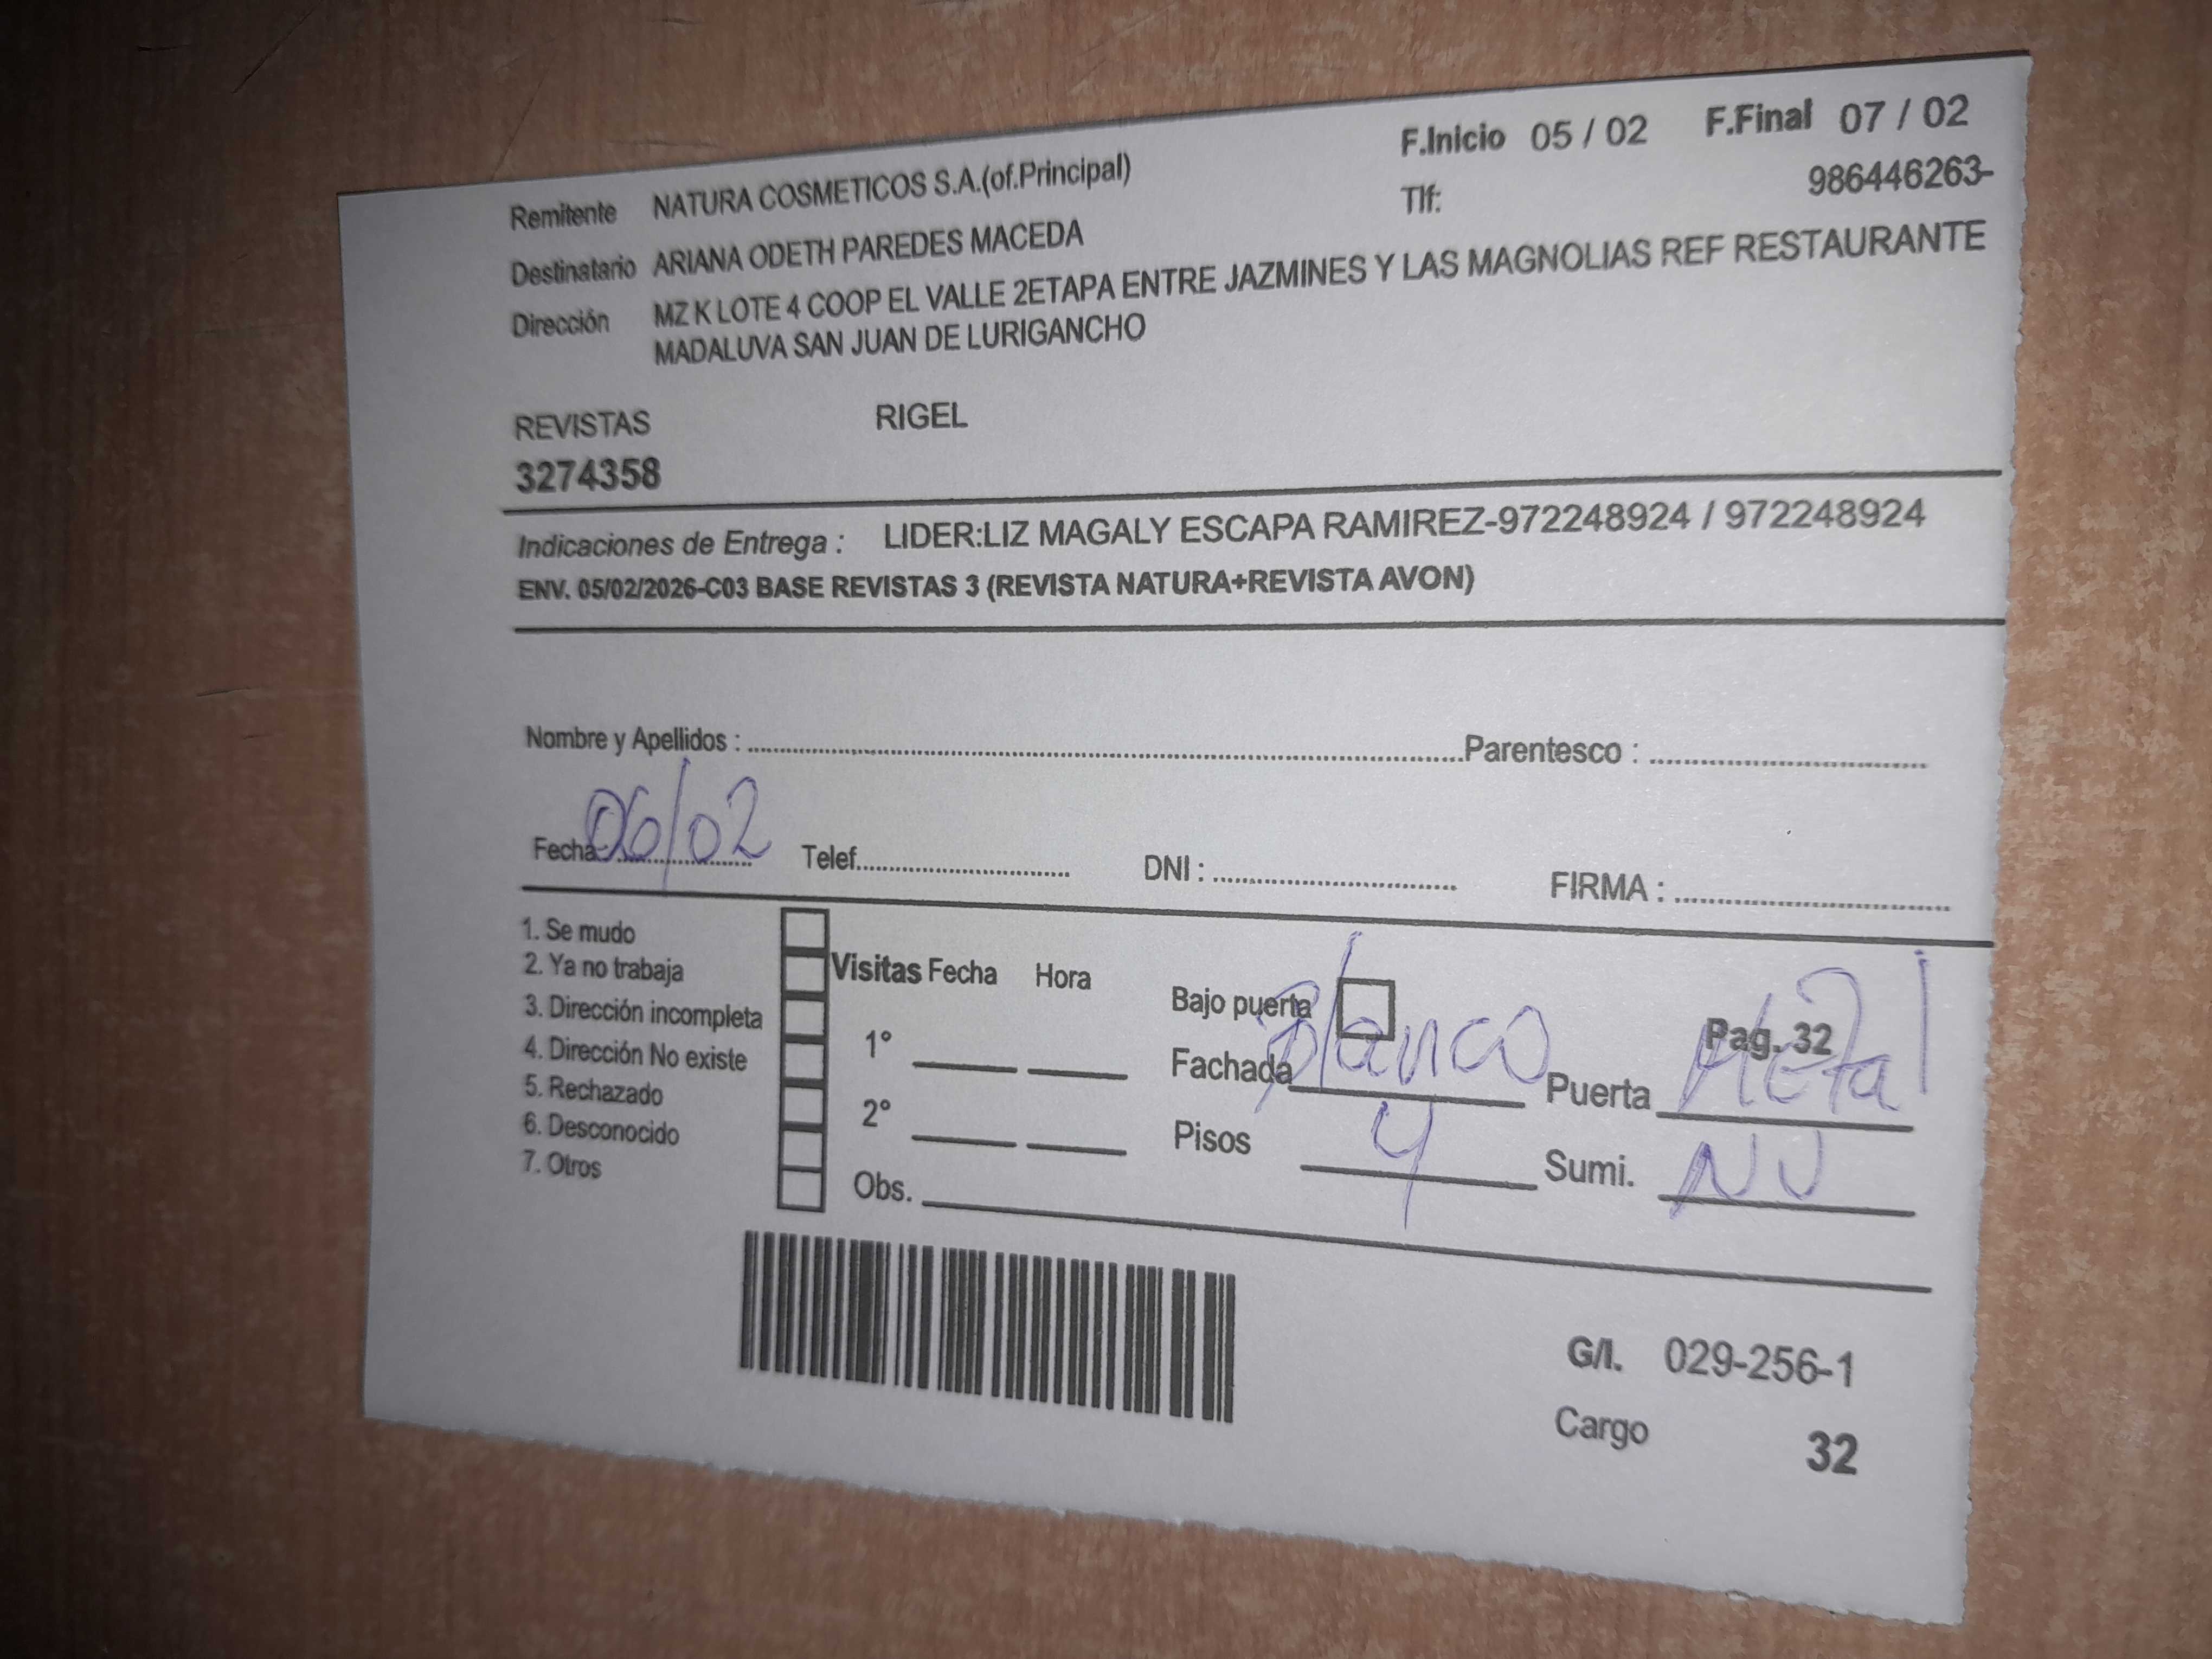 F.Inicio 05 / 02 F.Final 07 / 02
Remitente NATURA COSMETICOS S.A.(of.Principal)
Tlf: 986446263-
Destinatario ARIANA ODETH PAREDES MACEDA
Dirección MZ K LOTE 4 COOP EL VALLE 2ETAPA ENTRE JAZMINES Y LAS MAGNOLIAS REF RESTAURANTE
MADALUVA SAN JUAN DE LURIGANCHO
REVISTAS RIGEL
3274358
Indicaciones de Entrega : LIDER:LIZ MAGALY ESCAPA RAMIREZ-972248924 / 972248924
ENV. 05/02/2026-C03 BASE REVISTAS 3 (REVISTA NATURA+REVISTA AVON)
Nombre y Apellidos : Parentesco :
Fecha: 06/02 Telef. DNI : FIRMA :
1. Se mudo
2. Ya no trabaja
3. Dirección incompleta
4. Dirección No existe
5. Rechazado
6. Desconocido
7. Otros
Visitas Fecha Hora
1°
2°
Obs.
Bajo puerta Pag. 32
Fachada Blanco Puerta Metal
Pisos 4 Sumi. NV
G/I. 029-256-1
Cargo 32